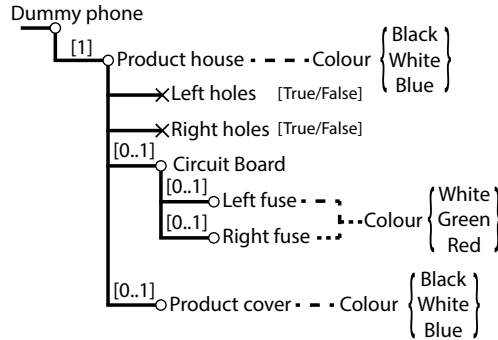 Dummy phone
[1] Product house Colour Black White Blue
Left holes [True/False]
Right holes [True/False]
[0..1] Circuit Board
[0..1] Left fuse
[0..1] Right fuse
Colour White Green Red
[0..1] Product cover Colour Black White Blue